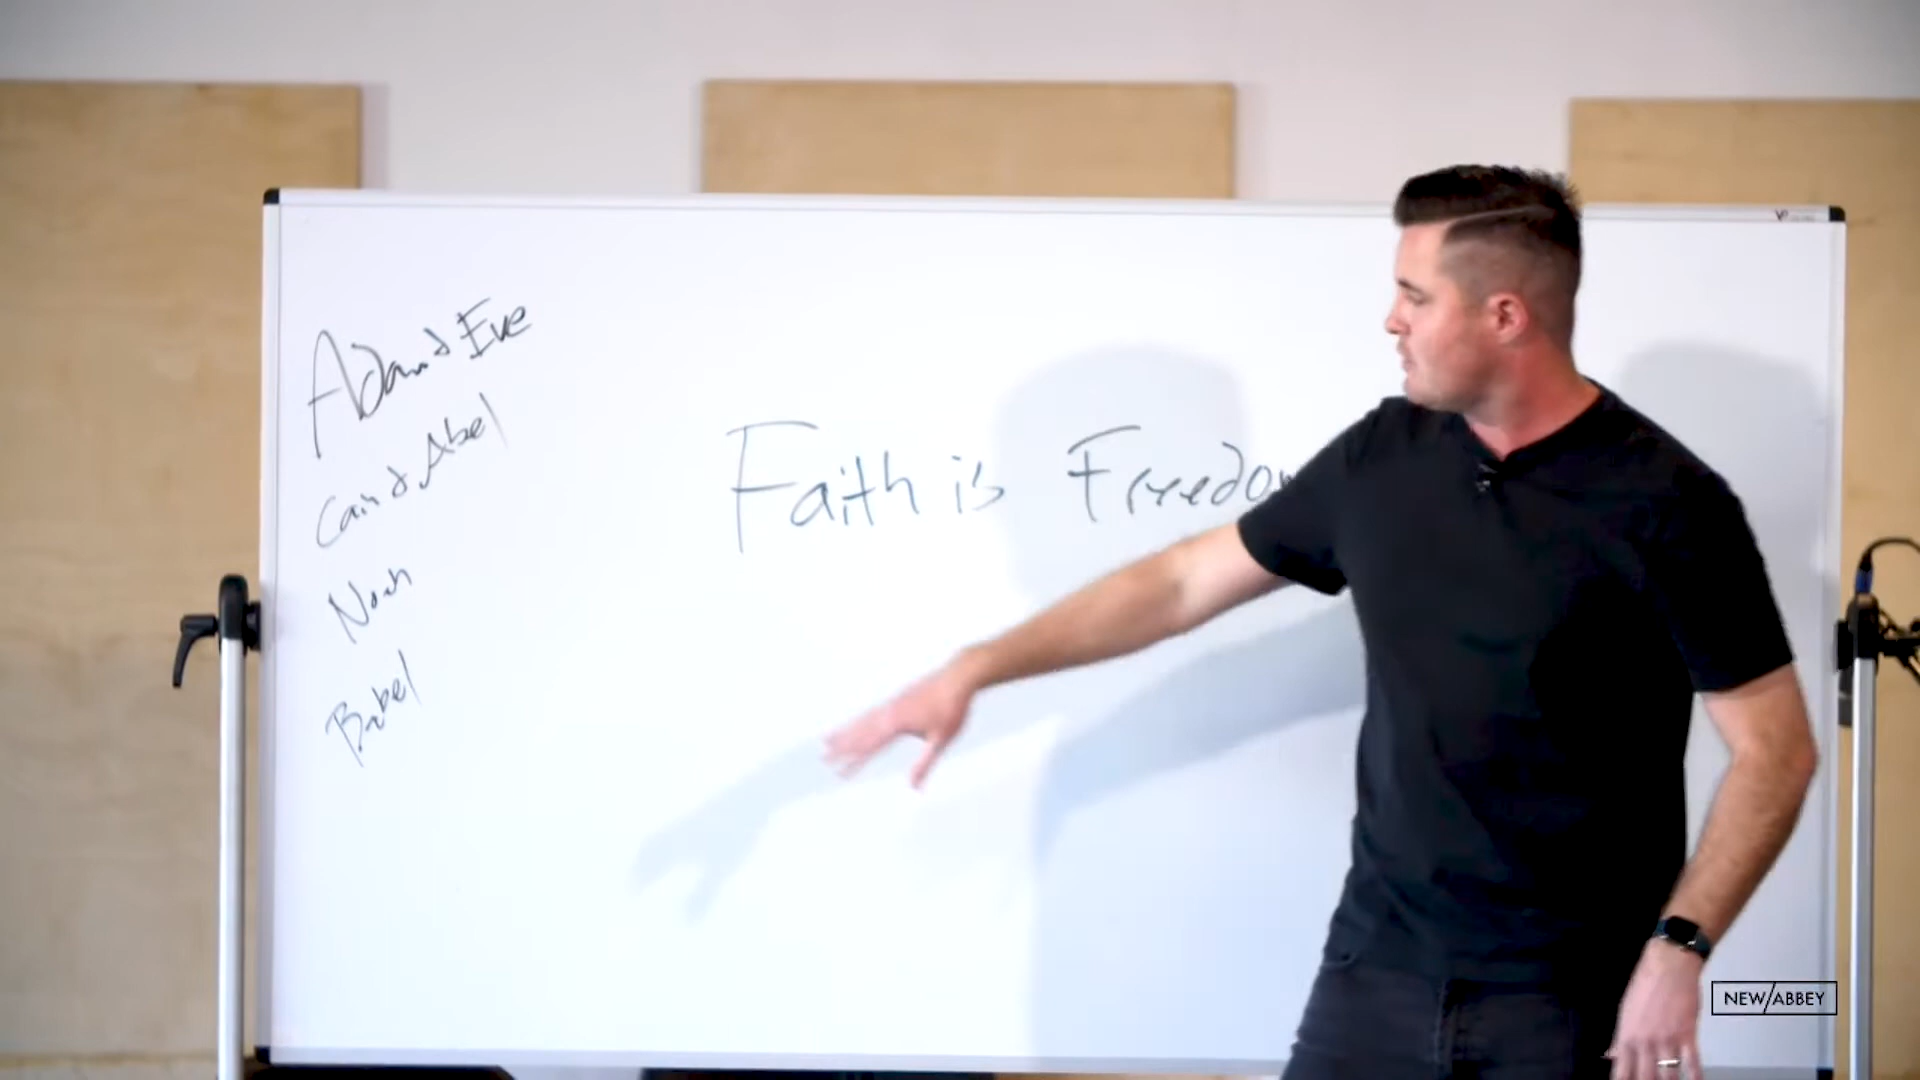 Adam & Eve
Cain & Abel
Noah
Babel
Faith is Freedom
NEW/ABBEY